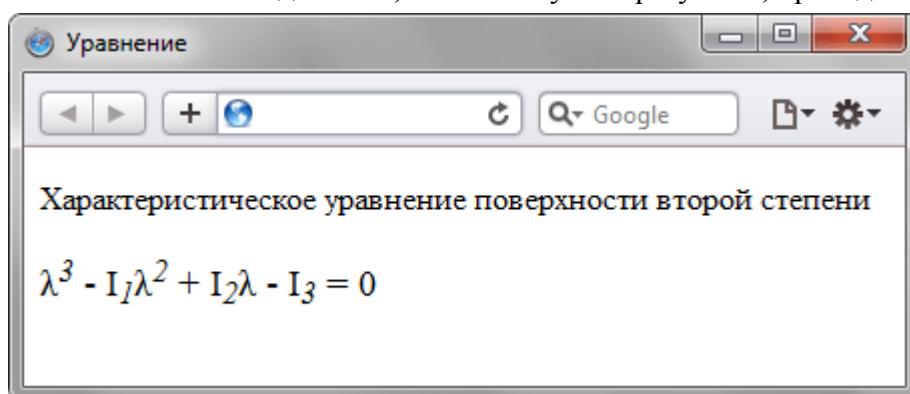 Уравнение
Google
Характеристическое уравнение поверхности второй степени
λ³ - I₁λ² + I₂λ - I₃ = 0